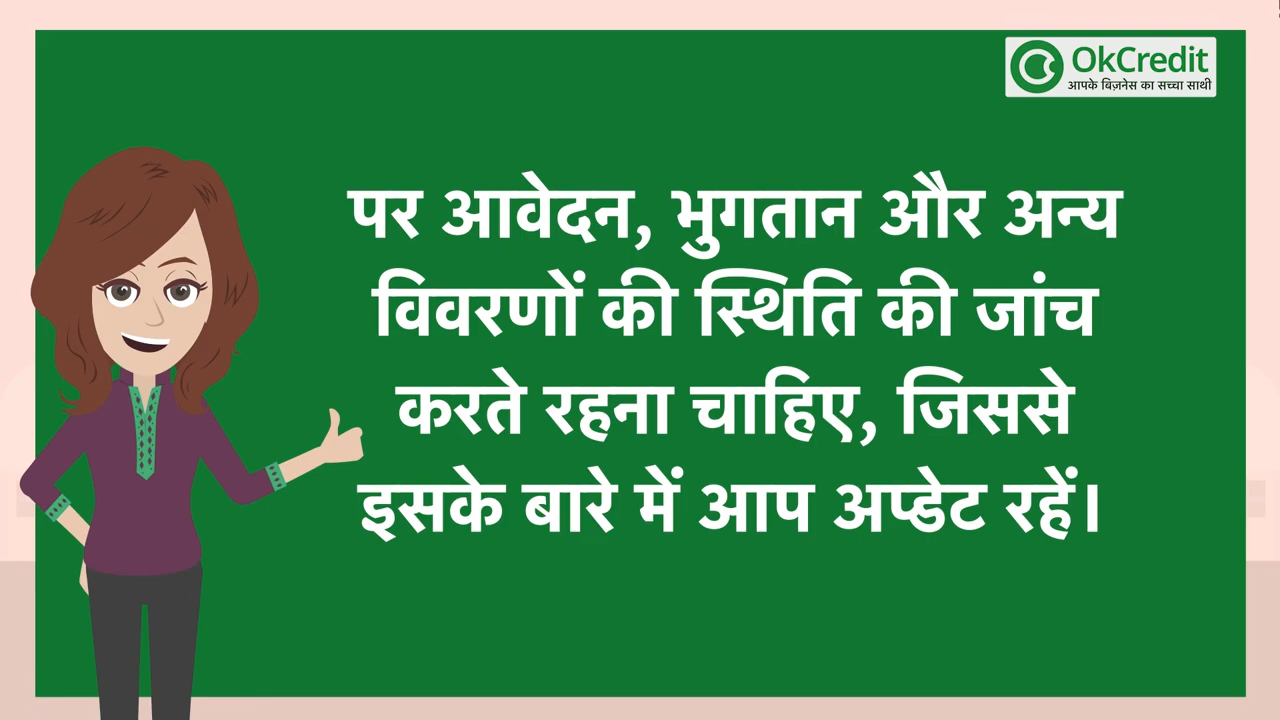 OkCredit
आपके बिज़नेस का सच्चा साथी
पर आवेदन, भुगतान और अन्य
विवरणों की स्थिति की जांच
करते रहना चाहिए, जिससे
इसके बारे में आप अप्डेट रहें।